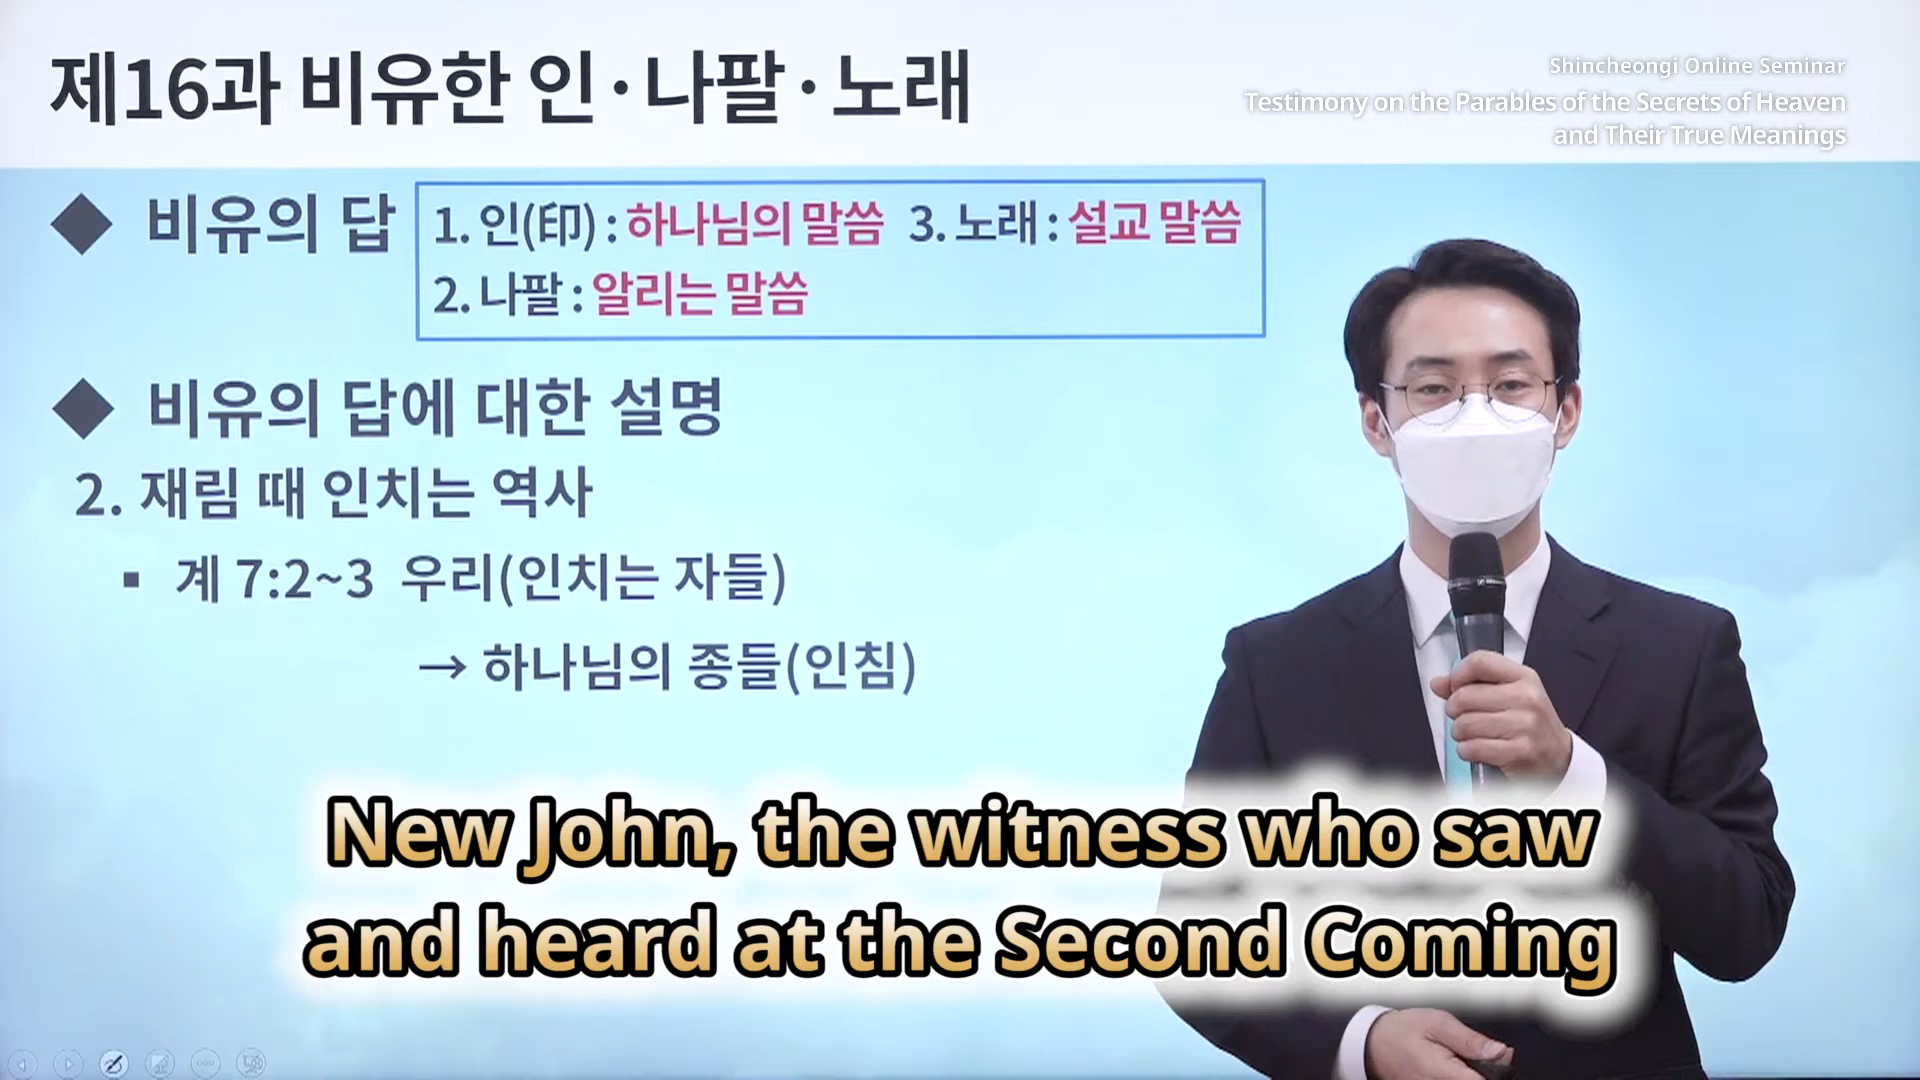 제16과 비유한 인·나팔·노래
Shincheongi Online Seminar
Testimony on the Parables of the Secrets of Heaven
and Their True Meanings
◆ 비유의 답
1. 인(印) : 하나님의 말씀 3. 노래 : 설교 말씀
2. 나팔 : 알리는 말씀
◆ 비유의 답에 대한 설명
2. 재림 때 인치는 역사
▪ 계 7:2~3 우리(인치는 자들)
→ 하나님의 종들(인침)
New John, the witness who saw
and heard at the Second Coming